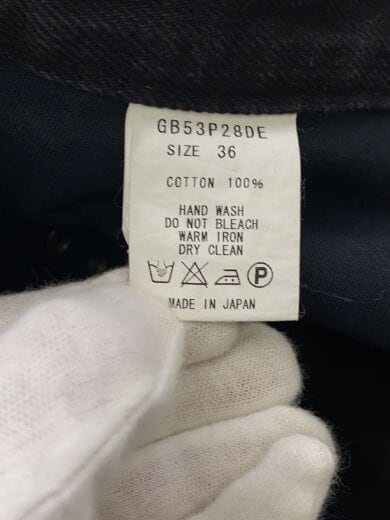 GB53P28DE
SIZE 36
COTTON 100%
HAND WASH
DO NOT BLEACH
WARM IRON
DRY CLEAN
P
MADE IN JAPAN